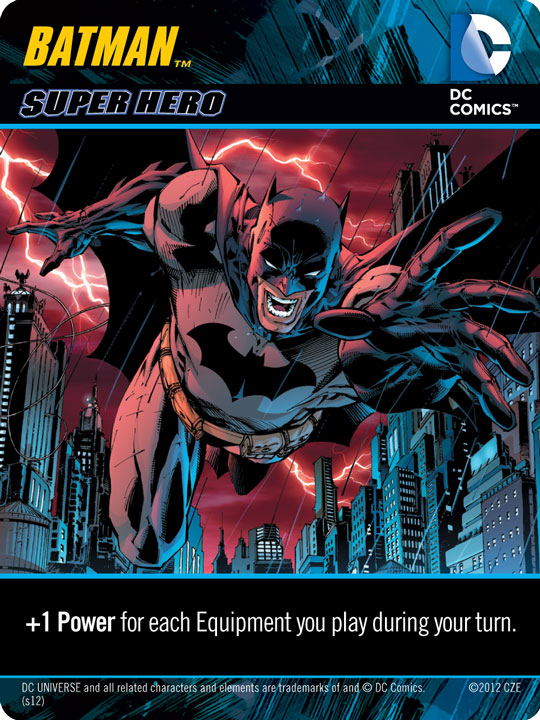 BATMAN™
SUPER HERO
DC
COMICS™
+1 Power for each Equipment you play during your turn.
DC UNIVERSE and all related characters and elements are trademarks of and © DC Comics. ©2012 CZE
(s12)